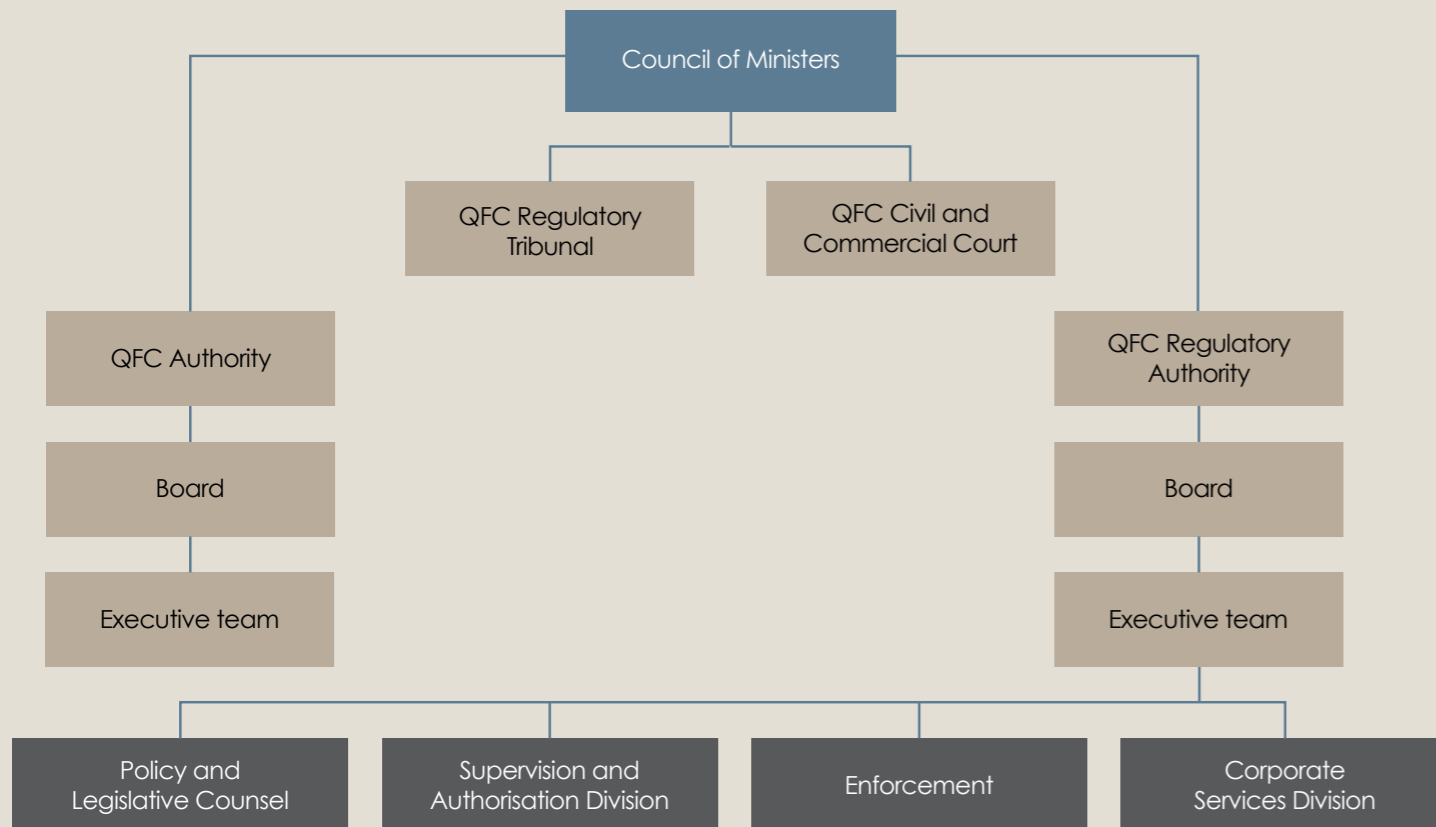 Council of Ministers
QFC Regulatory
Tribunal
QFC Civil and
Commercial Court
QFC Authority
QFC Regulatory
Authority
Board
Board
Executive team
Executive team
Policy and
Legislative Counsel
Supervision and
Authorisation Division
Enforcement
Corporate
Services Division